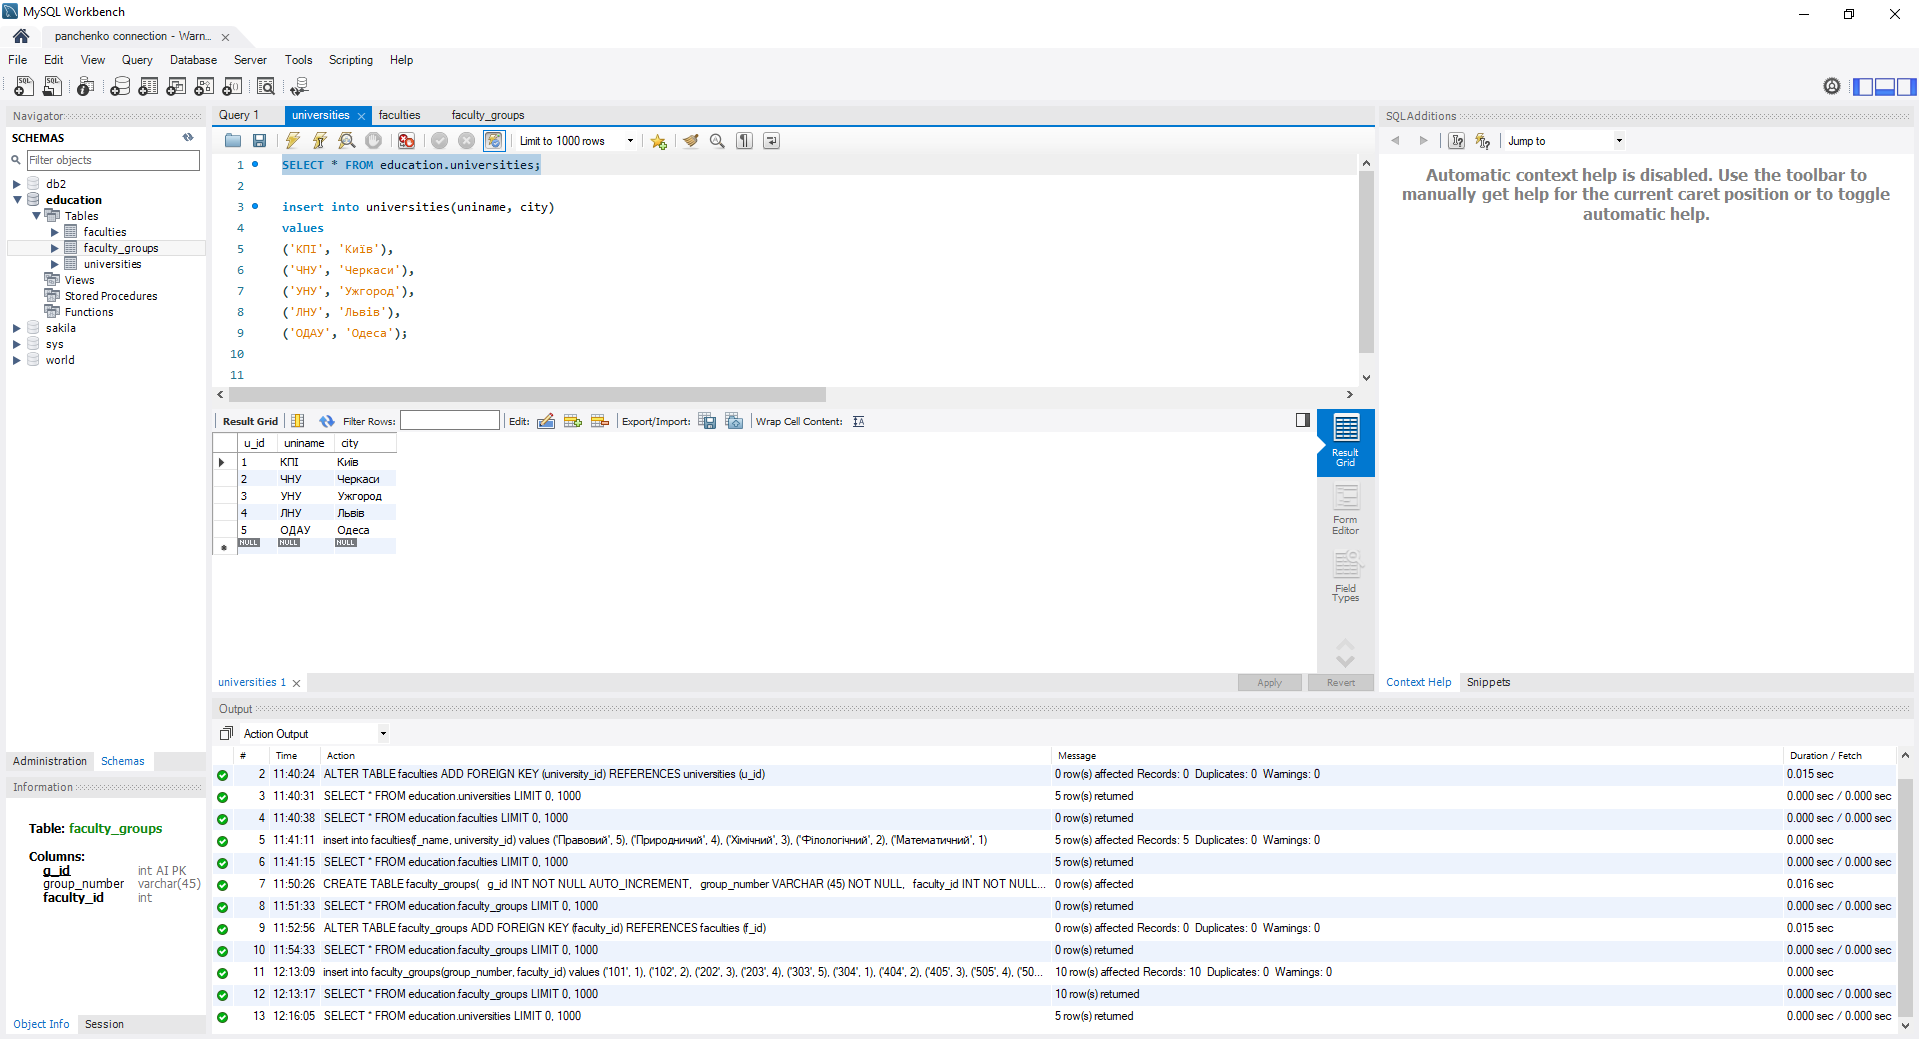 MySQL Workbench
panchenko connection - Warn...
File Edit View Query Database Server Tools Scripting Help
Navigator
SCHEMAS
Filter objects
db2
education
Tables
faculties
faculty_groups
universities
Views
Stored Procedures
Functions
sakila
sys
world
Administration Schemas
Information
Table: faculty_groups
Columns:
g_id int AI PK
group_number varchar(45)
faculty_id int
Object Info Session
Query 1 universities faculties faculty_groups
Limit to 1000 rows
1 SELECT * FROM education.universities;
2
3 insert into universities(uniname, city)
4 values
5 ('КПІ', 'Київ'),
6 ('ЧНУ', 'Черкаси'),
7 ('УНУ', 'Ужгород'),
8 ('ЛНУ', 'Львів'),
9 ('ОДАУ', 'Одеса');
10
11
Result Grid Filter Rows: Edit: Export/Import: Wrap Cell Content:
u_id uniname city
1 КПІ Київ
2 ЧНУ Черкаси
3 УНУ Ужгород
4 ЛНУ Львів
5 ОДАУ Одеса
NULL NULL NULL
Result
Grid
Form
Editor
Field
Types
universities 1
Apply Revert
SQLAdditions
Jump to
Automatic context help is disabled. Use the toolbar to
manually get help for the current caret position or to toggle
automatic help.
Context Help Snippets
Output
Action Output
# Time Action Message Duration / Fetch
2 11:40:24 ALTER TABLE faculties ADD FOREIGN KEY (university_id) REFERENCES universities (u_id) 0 row(s) affected Records: 0 Duplicates: 0 Warnings: 0 0.015 sec
3 11:40:31 SELECT * FROM education.universities LIMIT 0, 1000 5 row(s) returned 0.000 sec / 0.000 sec
4 11:40:38 SELECT * FROM education.faculties LIMIT 0, 1000 0 row(s) returned 0.000 sec / 0.000 sec
5 11:41:11 insert into faculties(f_name, university_id) values ('Правовий', 5), ('Природничий', 4), ('Хімічний', 3), ('Філологічний', 2), ('Математичний', 1) 5 row(s) affected Records: 5 Duplicates: 0 Warnings: 0 0.000 sec
6 11:41:15 SELECT * FROM education.faculties LIMIT 0, 1000 5 row(s) returned 0.000 sec / 0.000 sec
7 11:50:26 CREATE TABLE faculty_groups( g_id INT NOT NULL AUTO_INCREMENT, group_number VARCHAR (45) NOT NULL, faculty_id INT NOT NULL... 0 row(s) affected 0.016 sec
8 11:51:33 SELECT * FROM education.faculty_groups LIMIT 0, 1000 0 row(s) returned 0.000 sec / 0.000 sec
9 11:52:56 ALTER TABLE faculty_groups ADD FOREIGN KEY (faculty_id) REFERENCES faculties (f_id) 0 row(s) affected Records: 0 Duplicates: 0 Warnings: 0 0.015 sec
10 11:54:33 SELECT * FROM education.faculty_groups LIMIT 0, 1000 0 row(s) returned 0.000 sec / 0.000 sec
11 12:13:09 insert into faculty_groups(group_number, faculty_id) values ('101', 1), ('102', 2), ('202', 3), ('203', 4), ('303', 5), ('304', 1), ('404', 2), ('405', 3), ('505', 4), ('50... 10 row(s) affected Records: 10 Duplicates: 0 Warnings: 0 0.000 sec
12 12:13:17 SELECT * FROM education.faculty_groups LIMIT 0, 1000 10 row(s) returned 0.000 sec / 0.000 sec
13 12:16:05 SELECT * FROM education.universities LIMIT 0, 1000 5 row(s) returned 0.000 sec / 0.000 sec